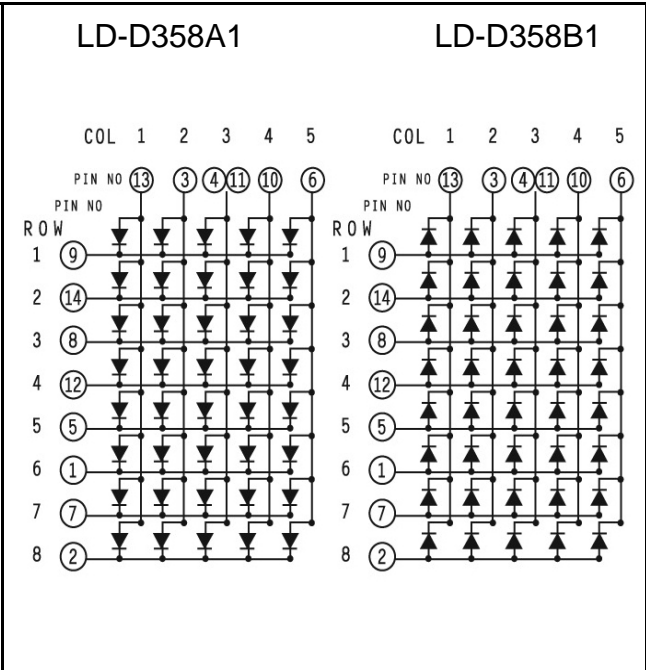 LD-D358A1 LD-D358B1
COL 1 2 3 4 5 COL 1 2 3 4 5
PIN NO 13 3 4 11 10 6 PIN NO 13 3 4 11 10 6
PIN NO PIN NO
ROW ROW
1 9 1 9
2 14 2 14
3 8 3 8
4 12 4 12
5 5 5 5
6 1 6 1
7 7 7 7
8 2 8 2